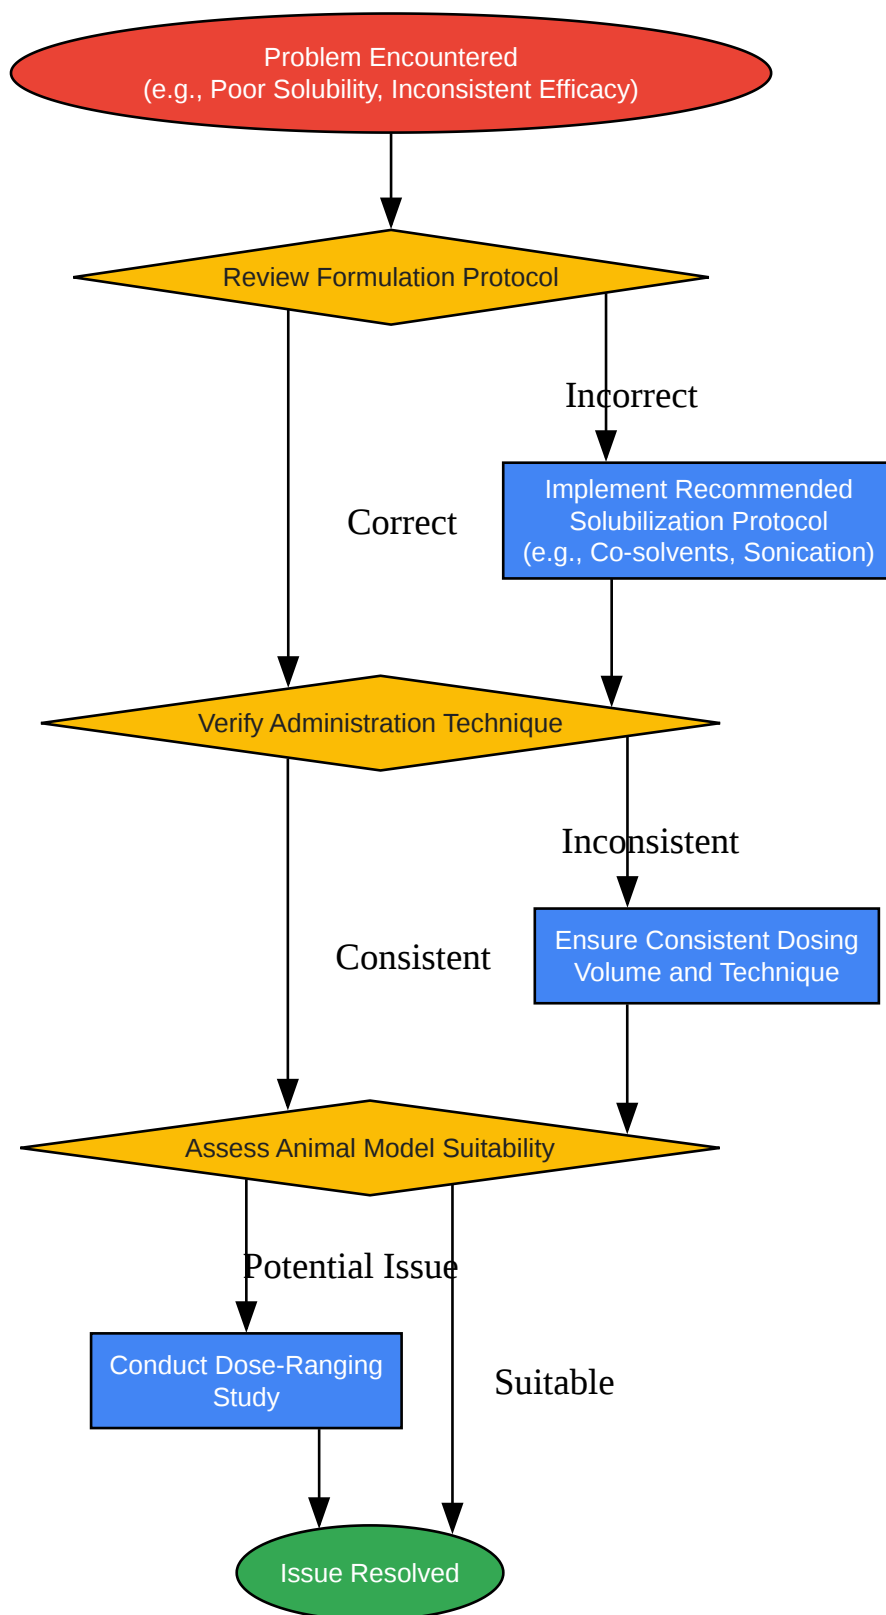 Problem Encountered
(e.g., Poor Solubility, Inconsistent Efficacy)
Review Formulation Protocol
Incorrect
Implement Recommended
Solubilization Protocol
(e.g., Co-solvents, Sonication)
Correct
Verify Administration Technique
Inconsistent
Ensure Consistent Dosing
Volume and Technique
Consistent
Assess Animal Model Suitability
Potential Issue
Conduct Dose-Ranging
Study
Suitable
Issue Resolved